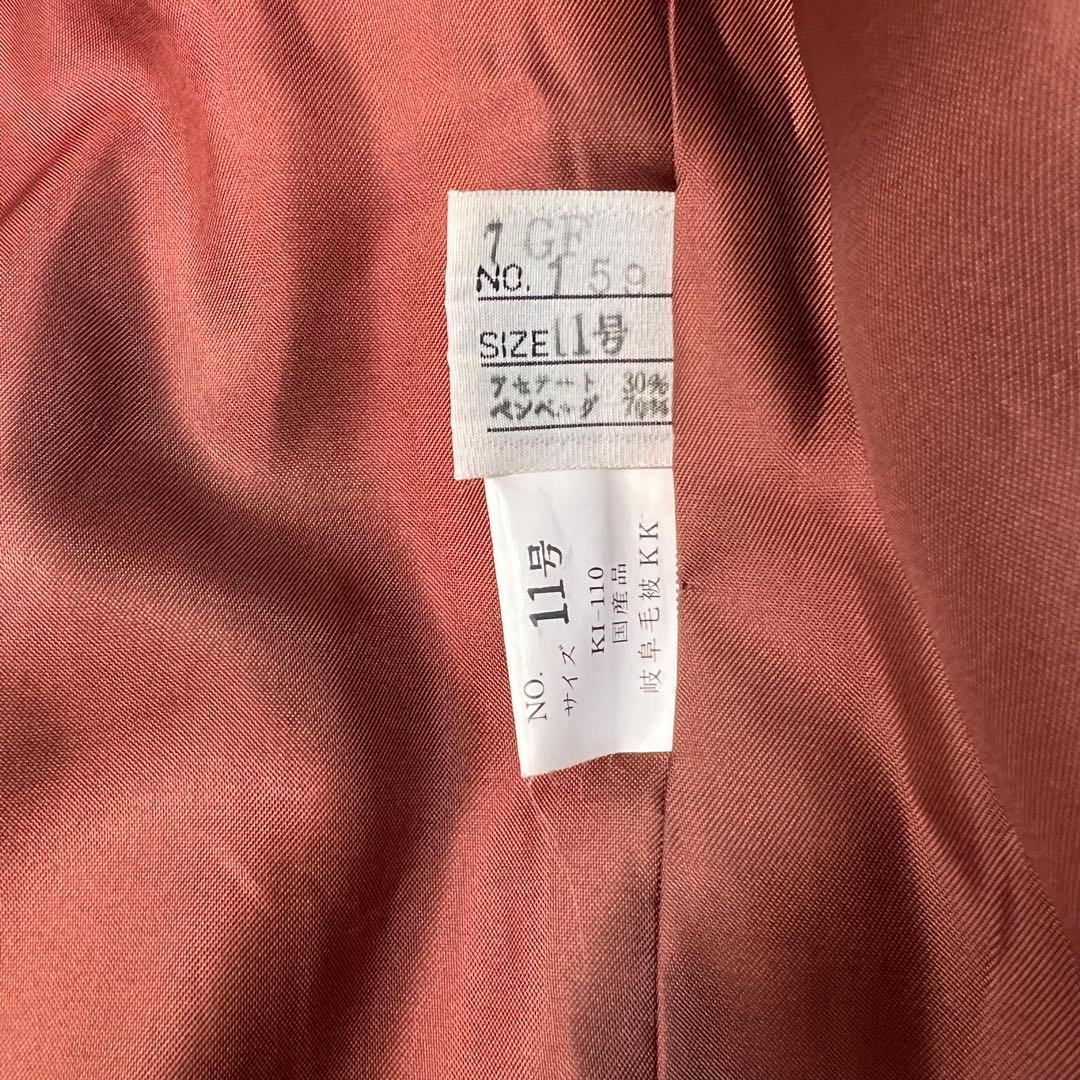 1 GF
NO. 159
SIZE 11号
アセテート 30%
ベンベルグ 70%
NO.
サイズ 11号
KI-110
国産品
岐阜毛被KK